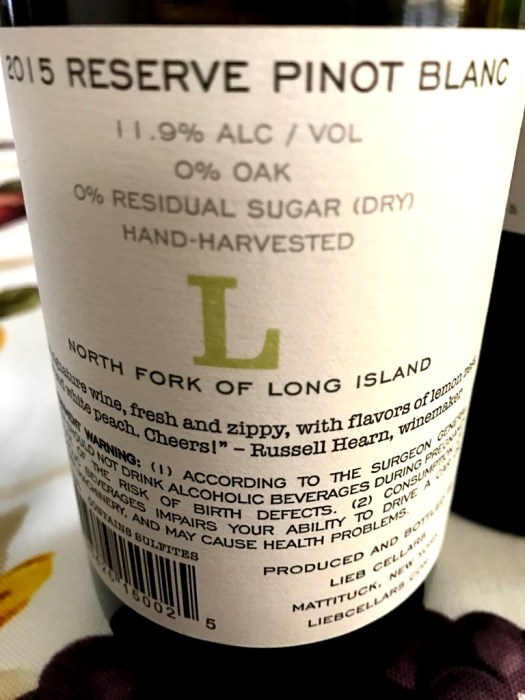 2015 RESERVE PINOT BLANC
11.9% ALC / VOL
0% OAK
0% RESIDUAL SUGAR (DRY)
HAND-HARVESTED
L
NORTH FORK OF LONG ISLAND
wine, fresh and zippy, with flavors of lemon
white peach. Cheers!" – Russell Hearn, winemaker
WARNING: (1) ACCORDING TO THE SURGEON
NOT DRINK ALCOHOLIC BEVERAGES DURING
THE RISK OF BIRTH DEFECTS. (2)
BEVERAGES IMPAIRS YOUR ABILITY TO DRIVE A
MACHINERY, AND MAY CAUSE HEALTH PROBLEMS.
CONTAINS SULFITES
PRODUCED AND
LIEB CELLARS
MATTITUCK, NEW
5